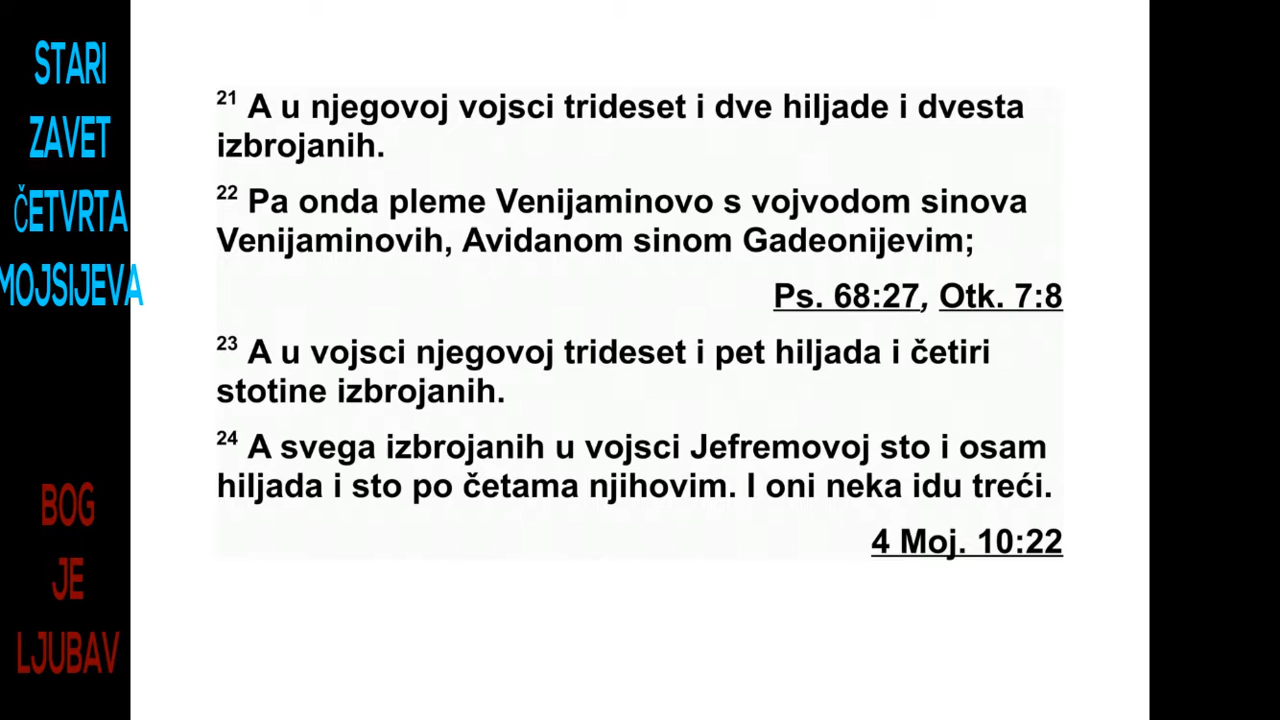 STARI
ZAVET
ČETVRTA
MOJSIJEVA
BOG
JE
LJUBAV
21 A u njegovoj vojsci trideset i dve hiljade i dvesta
izbrojanih.
22 Pa onda pleme Venijaminovo s vojvodom sinova
Venijaminovih, Avidanom sinom Gadeonijevim;
Ps. 68:27, Otk. 7:8
23 A u vojsci njegovoj trideset i pet hiljada i četiri
stotine izbrojanih.
24 A svega izbrojanih u vojsci Jefremovoj sto i osam
hiljada i sto po četama njihovim. I oni neka idu treći.
4 Moj. 10:22